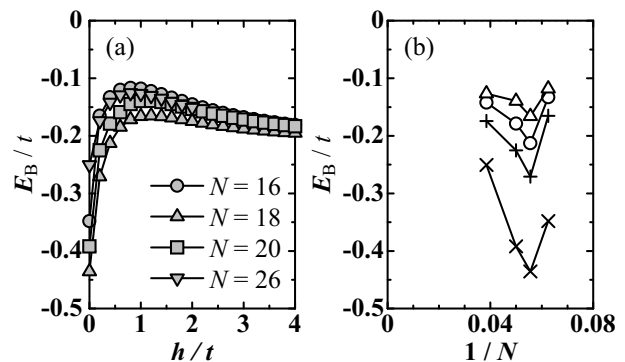 (a)
E_B / t
0
-0.1
-0.2
-0.3
-0.4
-0.5
N = 16
N = 18
N = 20
N = 26
0
1
2
3
4
h / t
(b)
E_B / t
0
-0.1
-0.2
-0.3
-0.4
-0.5
0.00
0.04
0.08
1 / N